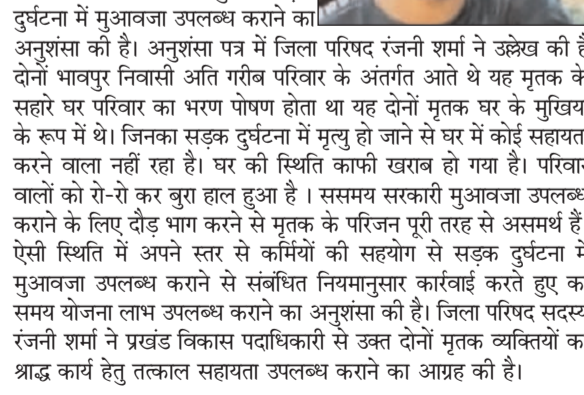 दुर्घटना में मुआवजा उपलब्ध कराने का
अनुशंसा की है। अनुशंसा पत्र में जिला परिषद रंजनी शर्मा ने उल्लेख की है
दोनों भावपुर निवासी अति गरीब परिवार के अंतर्गत आते थे यह मृतक के
सहारे घर परिवार का भरण पोषण होता था यह दोनों मृतक घर के मुखिय
के रूप में थे। जिनका सड़क दुर्घटना में मृत्यु हो जाने से घर में कोई सहायत
करने वाला नहीं रहा है। घर की स्थिति काफी खराब हो गया है। परिवार
वालों को रो-रो कर बुरा हाल हुआ है । ससमय सरकारी मुआवजा उपलब्ध
कराने के लिए दौड़ भाग करने से मृतक के परिजन पूरी तरह से असमर्थ हैं
ऐसी स्थिति में अपने स्तर से कर्मियों की सहयोग से सड़क दुर्घटना में
मुआवजा उपलब्ध कराने से संबंधित नियमानुसार कार्रवाई करते हुए क
समय योजना लाभ उपलब्ध कराने का अनुशंसा की है। जिला परिषद सदस्य
रंजनी शर्मा ने प्रखंड विकास पदाधिकारी से उक्त दोनों मृतक व्यक्तियों क
श्राद्ध कार्य हेतु तत्काल सहायता उपलब्ध कराने का आग्रह की है।